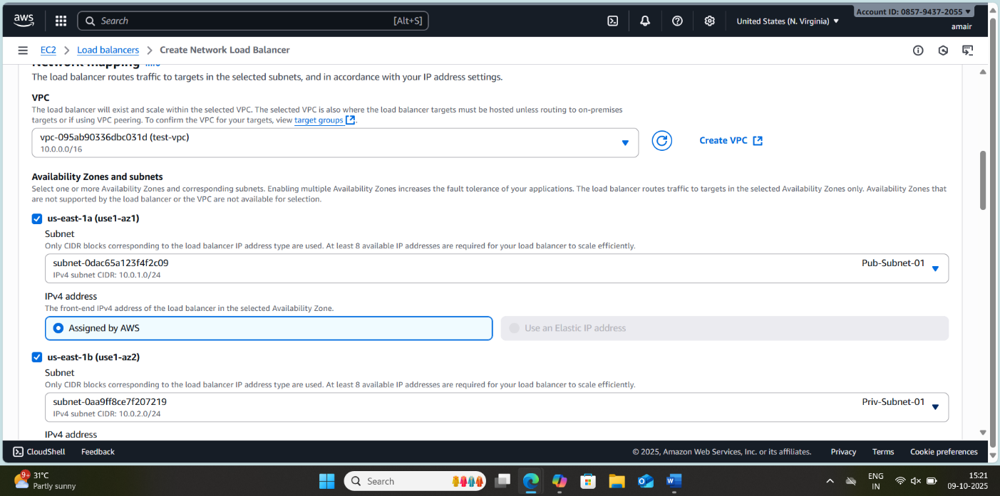 aws
Search
[Alt+S]
United States (N. Virginia)
Account ID: 0857-9437-2055
amair
EC2
Load balancers
Create Network Load Balancer
Network mapping Info
The load balancer routes traffic to targets in the selected subnets, and in accordance with your IP address settings.
VPC
The load balancer will exist and scale within the selected VPC. The selected VPC is also where the load balancer targets must be hosted unless routing to on-premises
targets or if using VPC peering. To confirm the VPC for your targets, view target groups.
vpc-095ab90336dbc031d (test-vpc)
10.0.0.0/16
Create VPC
Availability Zones and subnets
Select one or more Availability Zones and corresponding subnets. Enabling multiple Availability Zones increases the fault tolerance of your applications. The load balancer routes traffic to targets in the selected Availability Zones only. Availability Zones that
are not supported by the load balancer or the VPC are not available for selection.
us-east-1a (use1-az1)
Subnet
Only CIDR blocks corresponding to the load balancer IP address type are used. At least 8 available IP addresses are required for your load balancer to scale efficiently.
subnet-0dac65a123f4f2c09
Pub-Subnet-01
IPv4 subnet CIDR: 10.0.1.0/24
IPv4 address
The front-end IPv4 address of the load balancer in the selected Availability Zone.
Assigned by AWS
Use an Elastic IP address
us-east-1b (use1-az2)
Subnet
Only CIDR blocks corresponding to the load balancer IP address type are used. At least 8 available IP addresses are required for your load balancer to scale efficiently.
subnet-0aa9ff8ce7f207219
Priv-Subnet-01
IPv4 subnet CIDR: 10.0.2.0/24
IPv4 address
CloudShell
Feedback
© 2025, Amazon Web Services, Inc. or its affiliates.
Privacy
Terms
Cookie preferences
9+
31°C
Partly sunny
Search
ENG
IN
15:21
09-10-2025